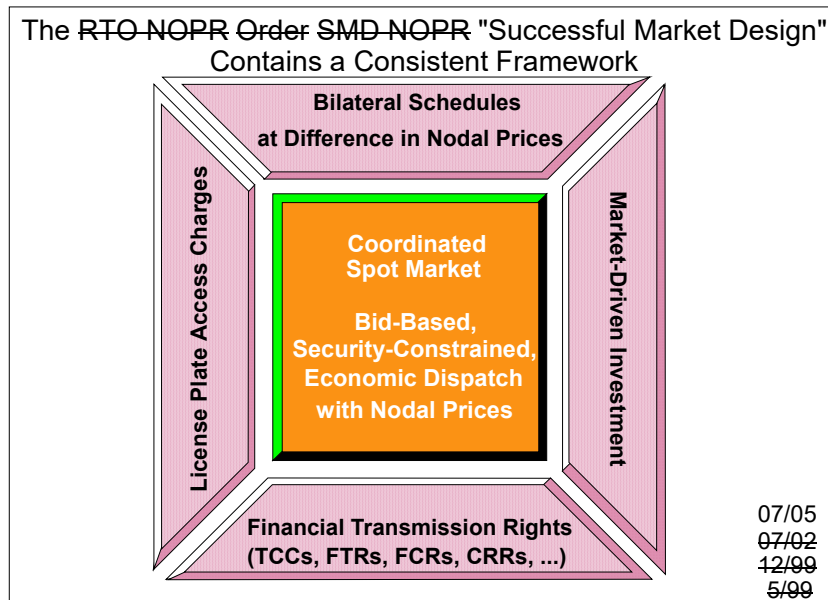 The RTO NOPR Order SMD NOPR "Successful Market Design"
Contains a Consistent Framework
Bilateral Schedules
at Difference in Nodal Prices
License Plate Access Charges
Coordinated
Spot Market
Bid-Based,
Security-Constrained,
Economic Dispatch
with Nodal Prices
Market-Driven Investment
Financial Transmission Rights
(TCCs, FTRs, FCRs, CRRs, ...)
07/05
07/02
12/99
5/99